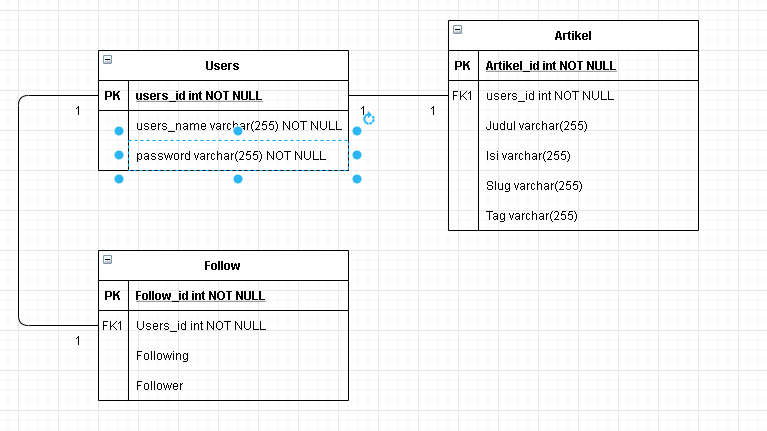 Users
PK users_id int NOT NULL
users_name varchar(255) NOT NULL
password varchar(255) NOT NULL
Artikel
PK Artikel_id int NOT NULL
FK1 users_id int NOT NULL
Judul varchar(255)
Isi varchar(255)
Slug varchar(255)
Tag varchar(255)
1
1
1
Follow
PK Follow_id int NOT NULL
FK1 Users_id int NOT NULL
Following
Follower
1